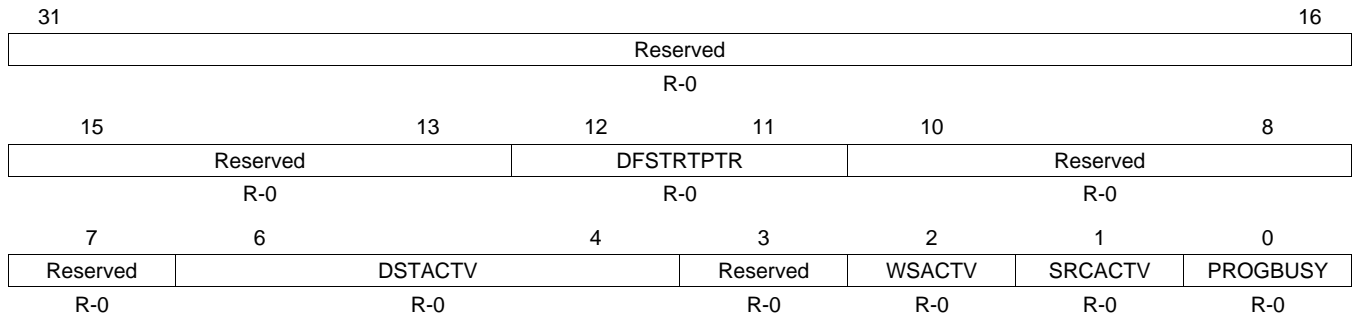 31 16
Reserved
R-0
15 13 12 11 10 8
Reserved DFSTRTPTR Reserved
R-0 R-0 R-0
7 6 4 3 2 1 0
Reserved DSTACTV Reserved WSACTV SRCACTV PROGBUSY
R-0 R-0 R-0 R-0 R-0 R-0